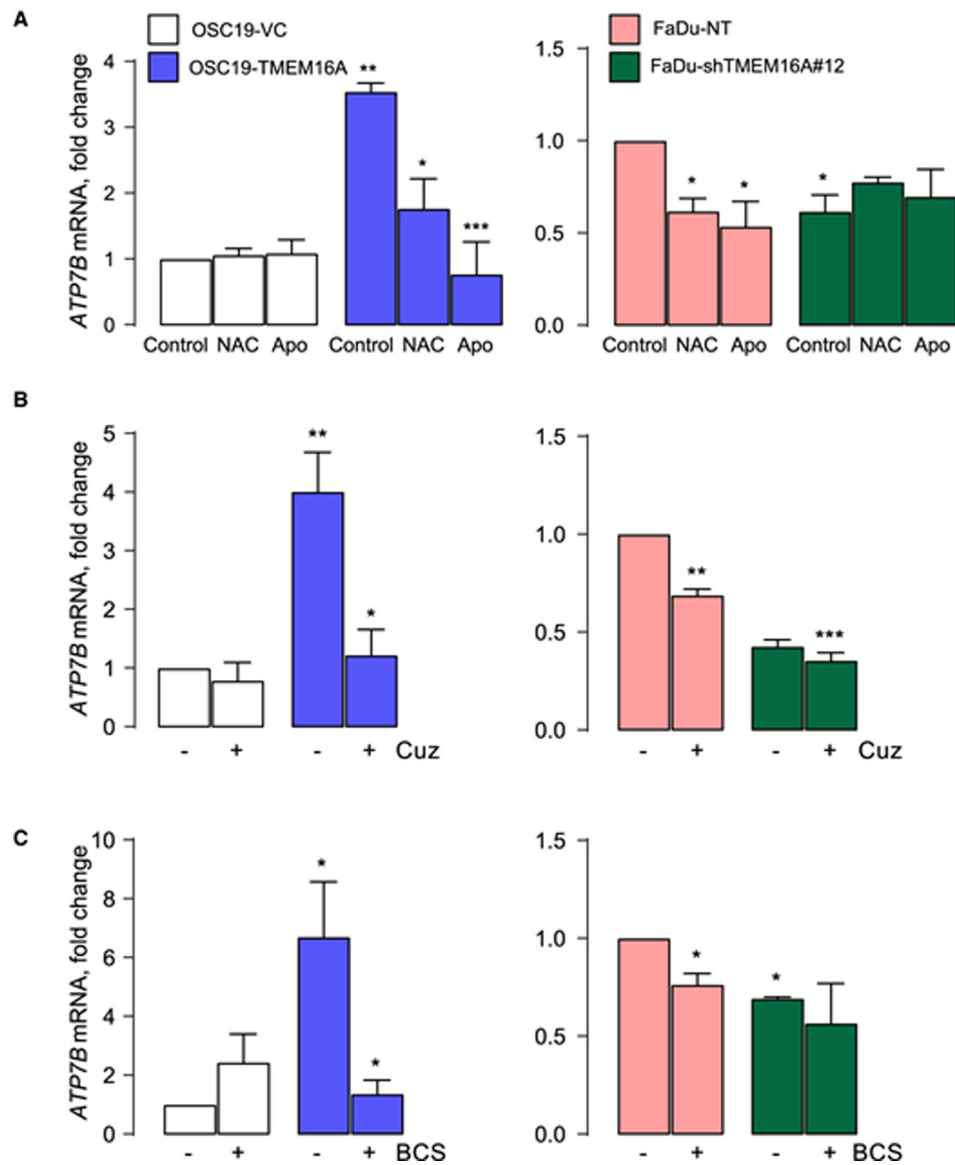 A
OSC19-VC
OSC19-TMEM16A
ATP7B mRNA, fold change
4
3
2
1
0
**
*
***
Control NAC Apo Control NAC Apo
FaDu-NT
FaDu-shTMEM16A#12
1.5
1.0
0.5
0.0
* * *
Control NAC Apo Control NAC Apo
B
ATP7B mRNA, fold change
5
4
3
2
1
0
**
*
- + - + Cuz
1.5
1.0
0.5
0.0
**
***
- + - + Cuz
C
ATP7B mRNA, fold change
10
8
6
4
2
0
*
*
+ - + BCS
1.5
1.0
0.5
0.0
*
*
+ - + BCS